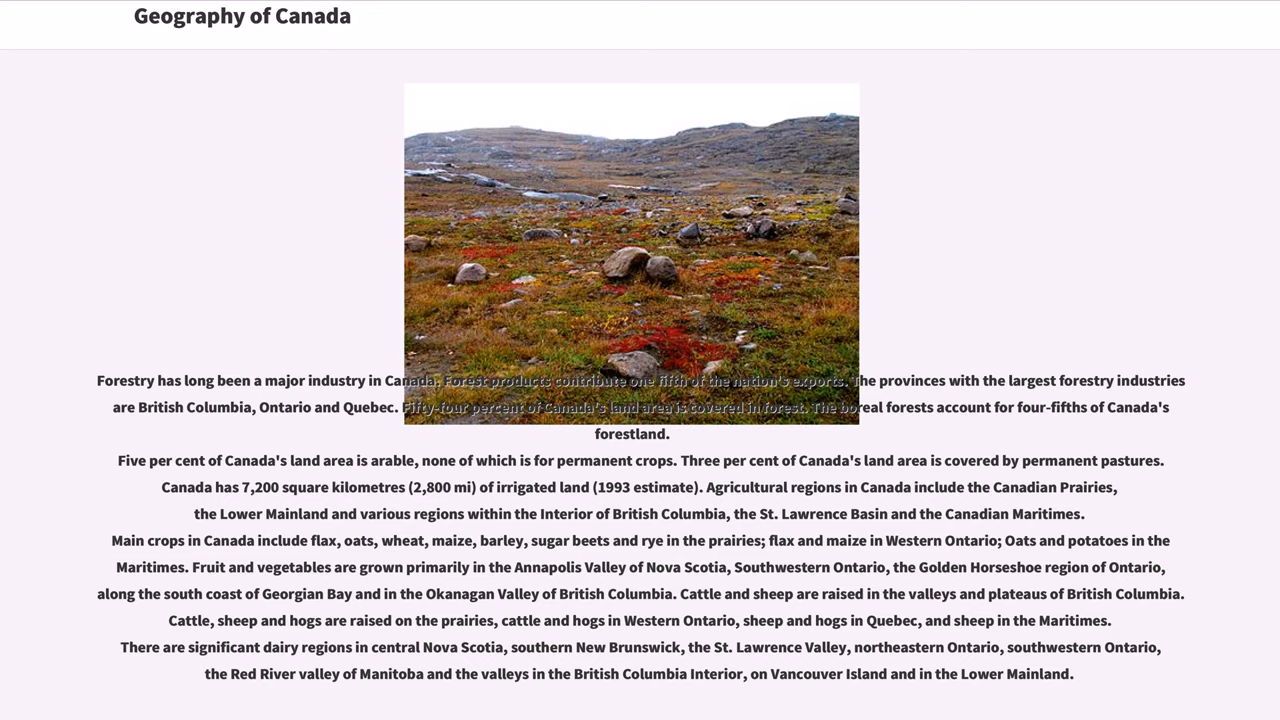 Geography of Canada
Forestry has long been a major industry in Canada. Forest products contribute one fifth of the nation's exports. The provinces with the largest forestry industries
are British Columbia, Ontario and Quebec. Fifty-four percent of Canada's land area is covered in forest. The boreal forests account for four-fifths of Canada's
forestland.
Five per cent of Canada's land area is arable, none of which is for permanent crops. Three per cent of Canada's land area is covered by permanent pastures.
Canada has 7,200 square kilometres (2,800 mi) of irrigated land (1993 estimate). Agricultural regions in Canada include the Canadian Prairies,
the Lower Mainland and various regions within the Interior of British Columbia, the St. Lawrence Basin and the Canadian Maritimes.
Main crops in Canada include flax, oats, wheat, maize, barley, sugar beets and rye in the prairies; flax and maize in Western Ontario; Oats and potatoes in the
Maritimes. Fruit and vegetables are grown primarily in the Annapolis Valley of Nova Scotia, Southwestern Ontario, the Golden Horseshoe region of Ontario,
along the south coast of Georgian Bay and in the Okanagan Valley of British Columbia. Cattle and sheep are raised in the valleys and plateaus of British Columbia.
Cattle, sheep and hogs are raised on the prairies, cattle and hogs in Western Ontario, sheep and hogs in Quebec, and sheep in the Maritimes.
There are significant dairy regions in central Nova Scotia, southern New Brunswick, the St. Lawrence Valley, northeastern Ontario, southwestern Ontario,
the Red River valley of Manitoba and the valleys in the British Columbia Interior, on Vancouver Island and in the Lower Mainland.